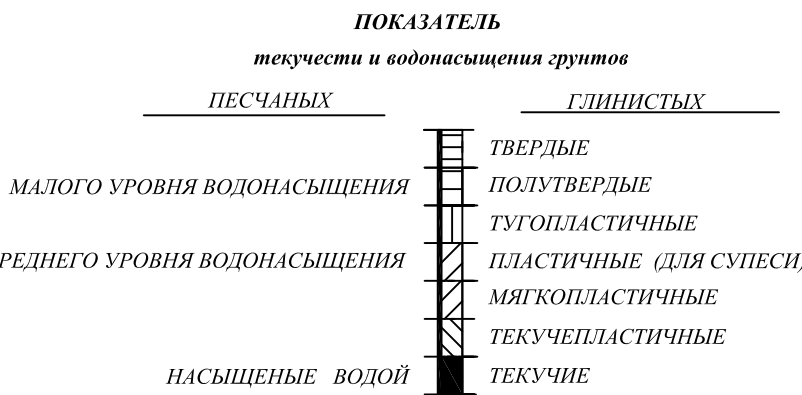 ПОКАЗАТЕЛЬ
текучести и водонасыщения грунтов
ПЕСЧАНЫХ
ГЛИНИСТЫХ
ТВЕРДЫЕ
МАЛОГО УРОВНЯ ВОДОНАСЫЩЕНИЯ
ПОЛУТВЕРДЫЕ
ТУГОПЛАСТИЧНЫЕ
РЕДНЕГО УРОВНЯ ВОДОНАСЫЩЕНИЯ
ПЛАСТИЧНЫЕ (ДЛЯ СУПЕСИ)
МЯГКОПЛАСТИЧНЫЕ
ТЕКУЧЕПЛАСТИЧНЫЕ
НАСЫЩЕНЫЕ ВОДОЙ
ТЕКУЧИЕ